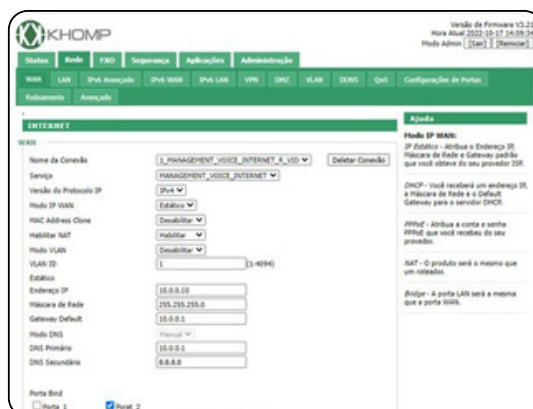 KHOMP
Versão de Firmware V3.21
Hora Atual 2022-10-17 14:09:34
Modo Admin [Sair] [Reiniciar]
Status Rede FXO Segurança Aplicações Administração
WAN LAN IPv6 Avançado IPv6 WAN IPv6 LAN VPN DMZ VLAN DDNS QoS Configurações de Portas
Roteamento Avançado
INTERNET
WAN
Nome da Conexão 1_MANAGEMENT_VOICE_INTERNET_R_VID Deletar Conexão
Serviço MANAGEMENT_VOICE_INTERNET
Versão do Protocolo IP IPv4
Modo IP WAN Estático
MAC Address Clone Desabilitar
Habilitar NAT Habilitar
Modo VLAN Desabilitar
VLAN ID 1 (1-4094)
Estático
Endereço IP 10.0.0.10
Máscara de Rede 255.255.255.0
Gateway Default 10.0.0.1
Modo DNS Manual
DNS Primário 10.0.0.1
DNS Secundário 8.8.8.8
Porta Bind
Porta_1 Porat_2
Ajuda
Modo IP WAN:
IP Estático - Atribua o Endereço IP,
Máscara de Rede e Gateway padrão
que você obteve do seu provedor ISP.
DHCP - Você receberá um endereço IP,
a Máscara de Rede e o Default
Gateway para o servidor DHCP.
PPPoE - Atribua a conta e senha
PPPoE que você recebeu do seu
provedor.
NAT - O produto será o mesmo que
um roteador.
Bridge - A porta LAN será a mesma
que a porta WAN.